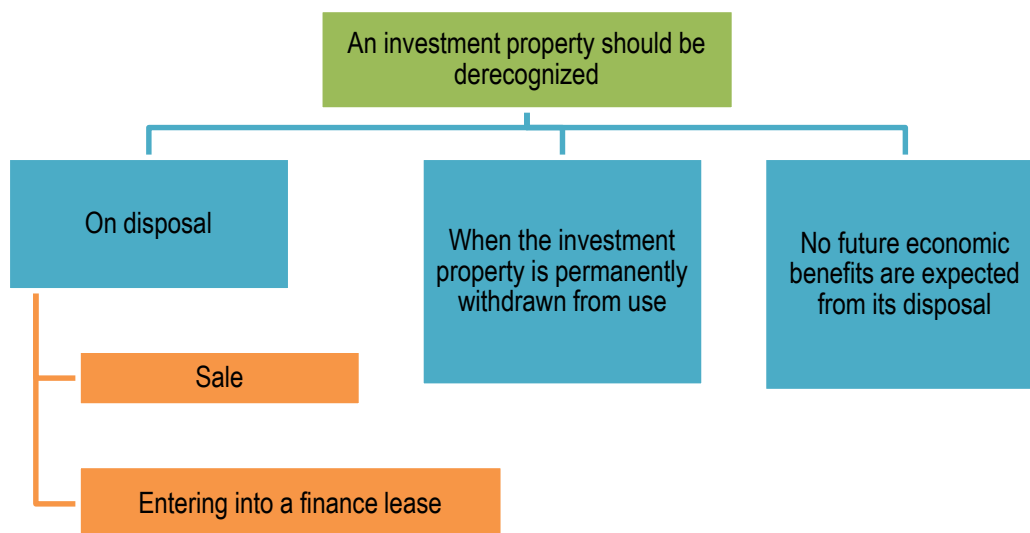 An investment property should be
derecognized
On disposal
When the investment
property is permanently
withdrawn from use
No future economic
benefits are expected
from its disposal
Sale
Entering into a finance lease